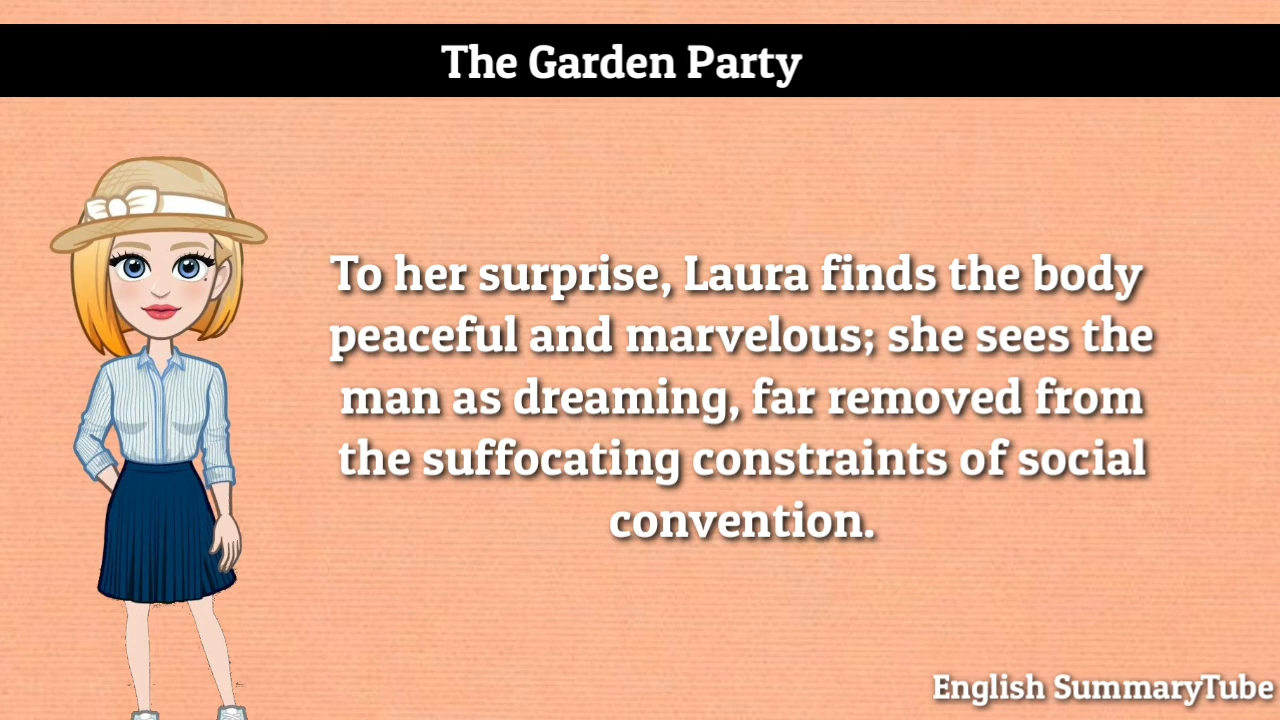 The Garden Party
To her surprise, Laura finds the body
peaceful and marvelous; she sees the
man as dreaming, far removed from
the suffocating constraints of social
convention.
English SummaryTube